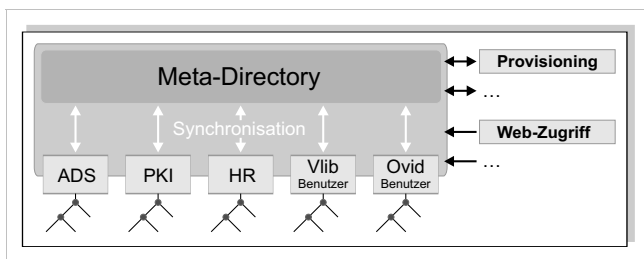 Meta-Directory
Synchronisation
ADS
PKI
HR
Vlib
Benutzer
Ovid
Benutzer
Provisioning
...
Web-Zugriff
...